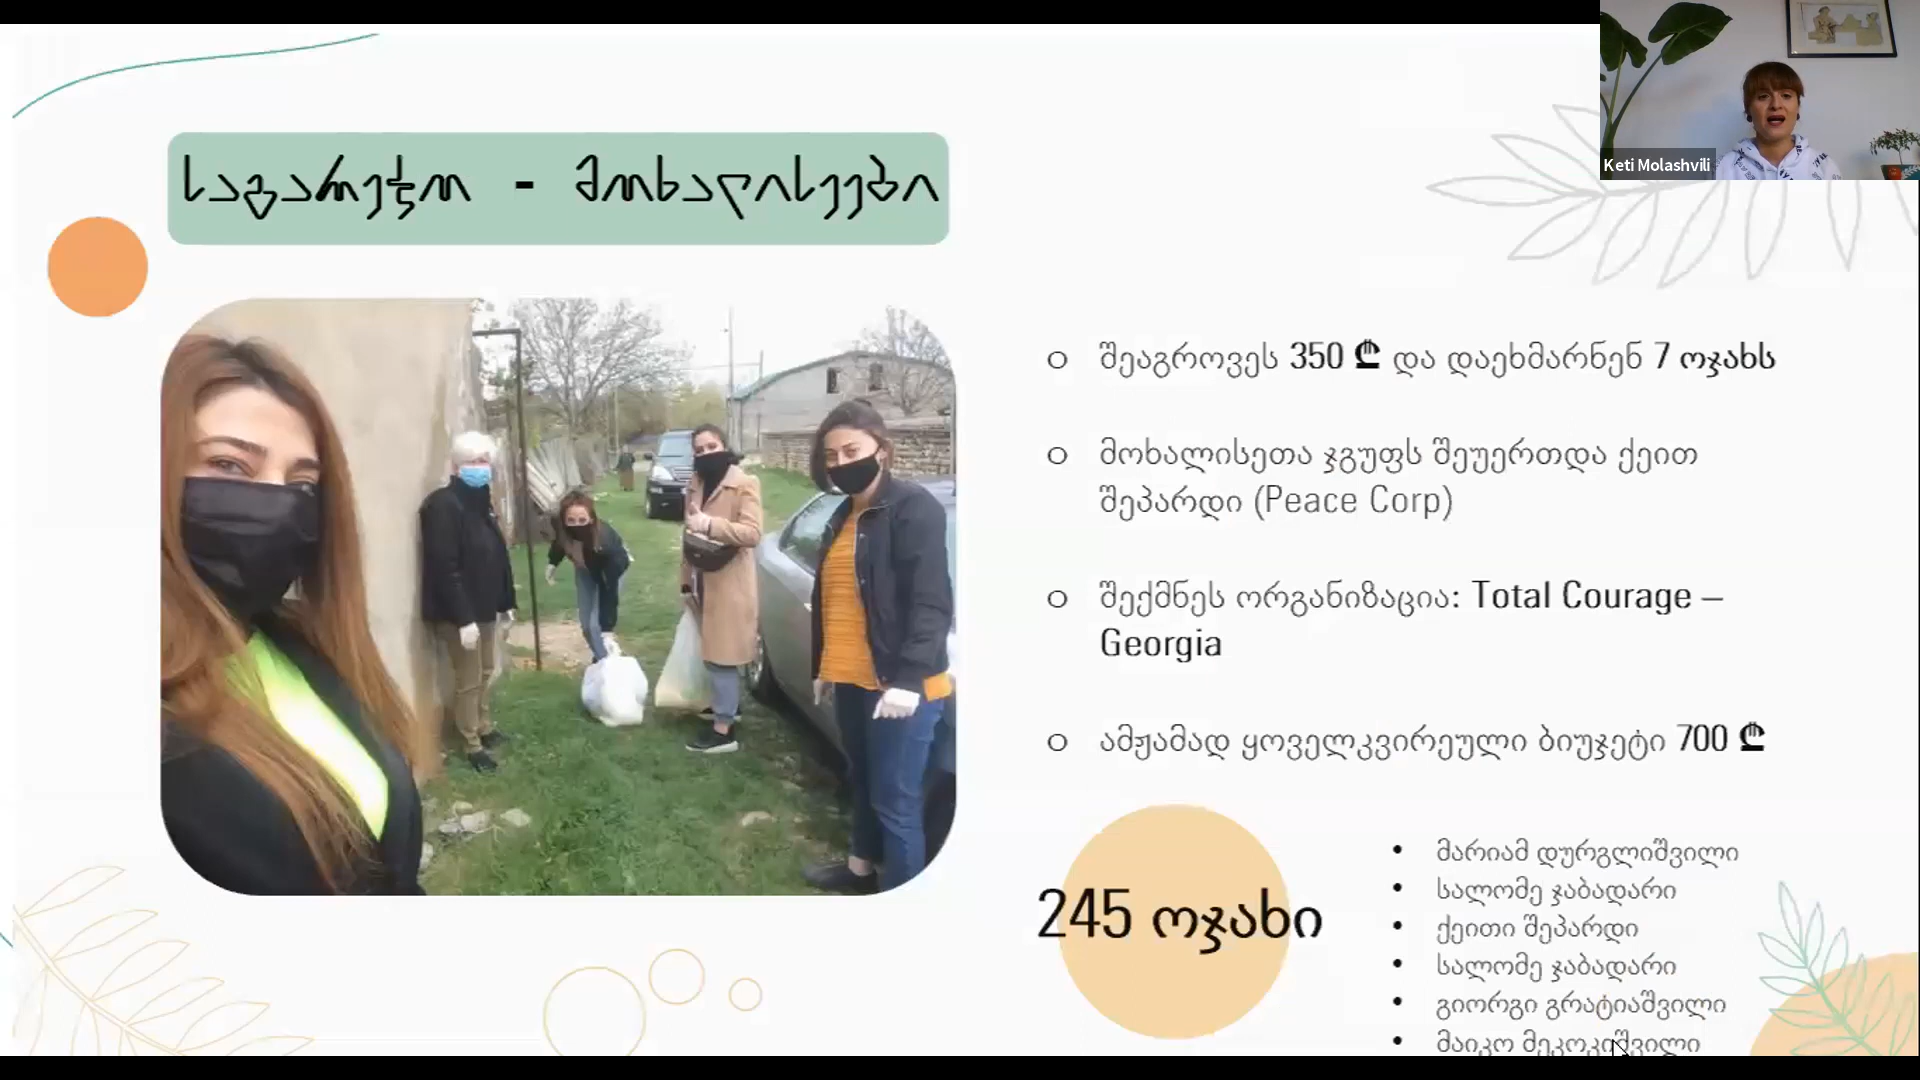 საგარეჯო - მოხალისეები
Keti Molashvili
შეაგროვეს 350 ₾ და დაეხმარნენ 7 ოჯახს
მოხალისეთა ჯგუფს შეუერთდა ქეით
შეპარდი (Peace Corp)
შექმნეს ორგანიზაცია: Total Courage –
Georgia
ამჟამად ყოველკვირეული ბიუჯეტი 700 ₾
245 ოჯახი
• მარიამ დურგლიშვილი
• სალომე ჯაბადარი
• ქეითი შეპარდი
• სალომე ჯაბადარი
• გიორგი გრატიაშვილი
• მაიკო მეკოკიშვილი